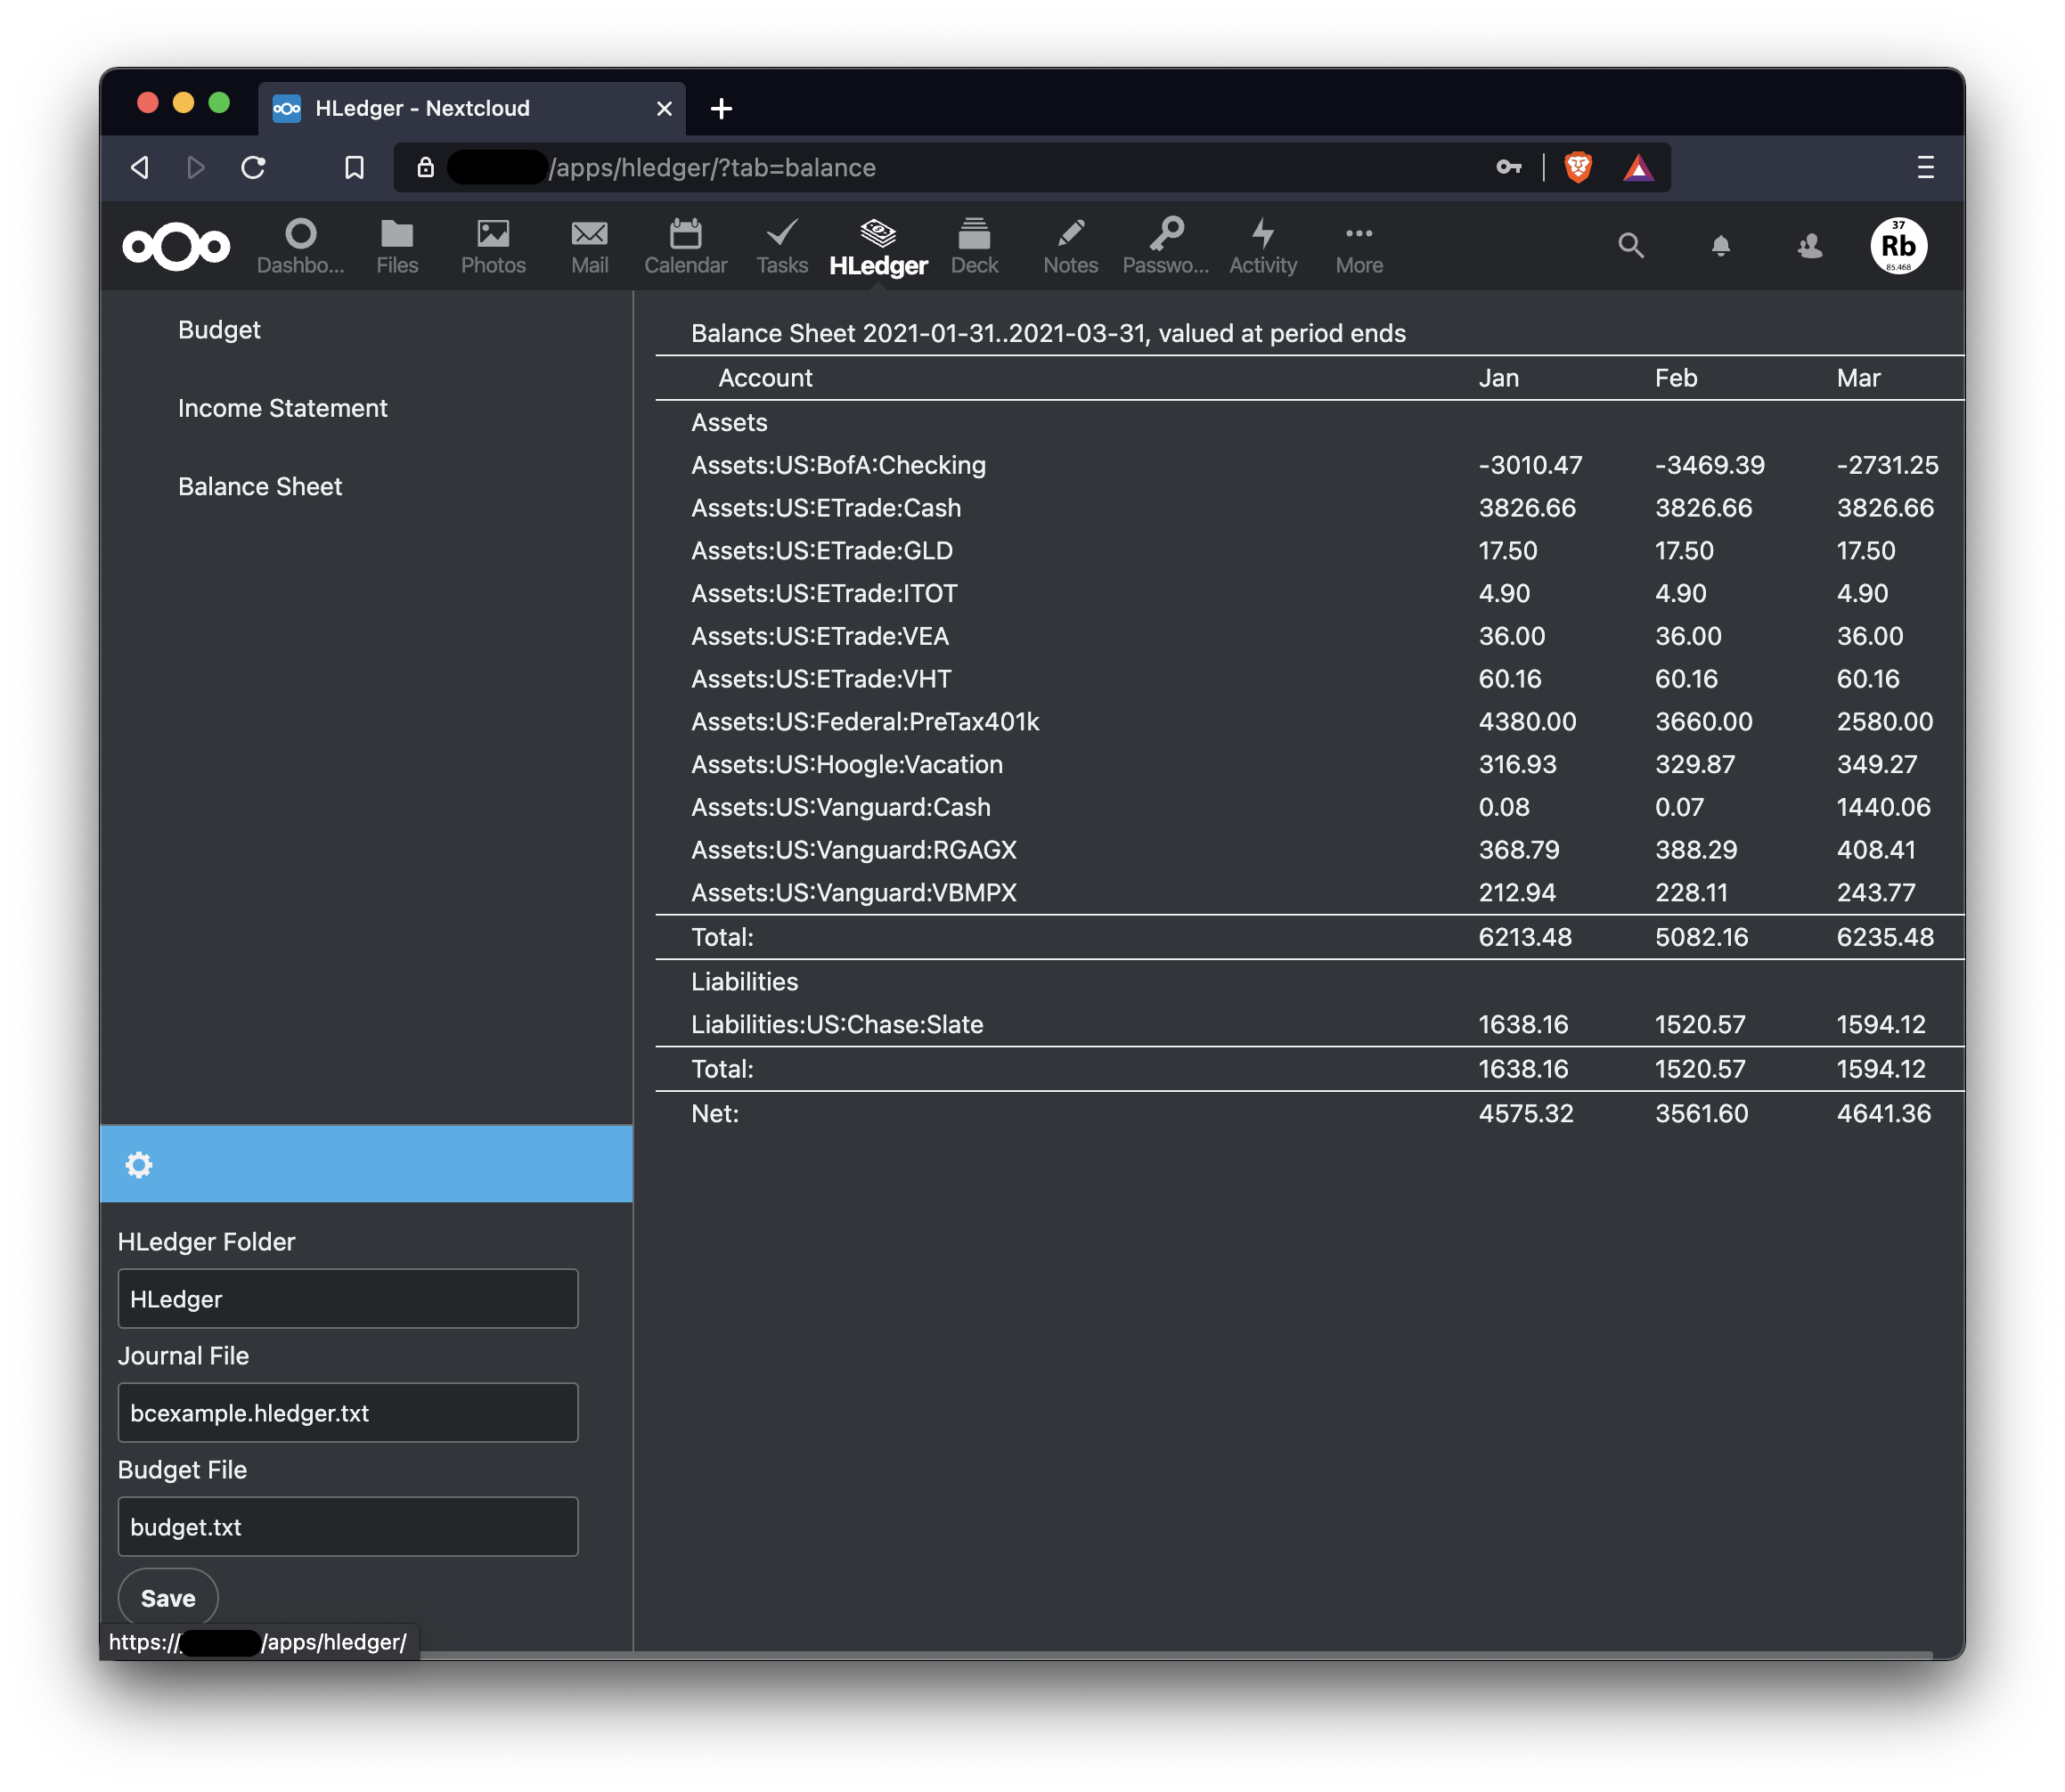 HLedger - Nextcloud
/apps/hledger/?tab=balance
Dashbo... Files Photos Mail Calendar Tasks HLedger Deck Notes Passwo... Activity More
37
Rb
85.468
Budget
Income Statement
Balance Sheet
Balance Sheet 2021-01-31..2021-03-31, valued at period ends
Account Jan Feb Mar
Assets
Assets:US:BofA:Checking -3010.47 -3469.39 -2731.25
Assets:US:ETrade:Cash 3826.66 3826.66 3826.66
Assets:US:ETrade:GLD 17.50 17.50 17.50
Assets:US:ETrade:ITOT 4.90 4.90 4.90
Assets:US:ETrade:VEA 36.00 36.00 36.00
Assets:US:ETrade:VHT 60.16 60.16 60.16
Assets:US:Federal:PreTax401k 4380.00 3660.00 2580.00
Assets:US:Hoogle:Vacation 316.93 329.87 349.27
Assets:US:Vanguard:Cash 0.08 0.07 1440.06
Assets:US:Vanguard:RGAGX 368.79 388.29 408.41
Assets:US:Vanguard:VBMPX 212.94 228.11 243.77
Total: 6213.48 5082.16 6235.48
Liabilities
Liabilities:US:Chase:Slate 1638.16 1520.57 1594.12
Total: 1638.16 1520.57 1594.12
Net: 4575.32 3561.60 4641.36
HLedger Folder
HLedger
Journal File
bcexample.hledger.txt
Budget File
budget.txt
Save
https:// /apps/hledger/